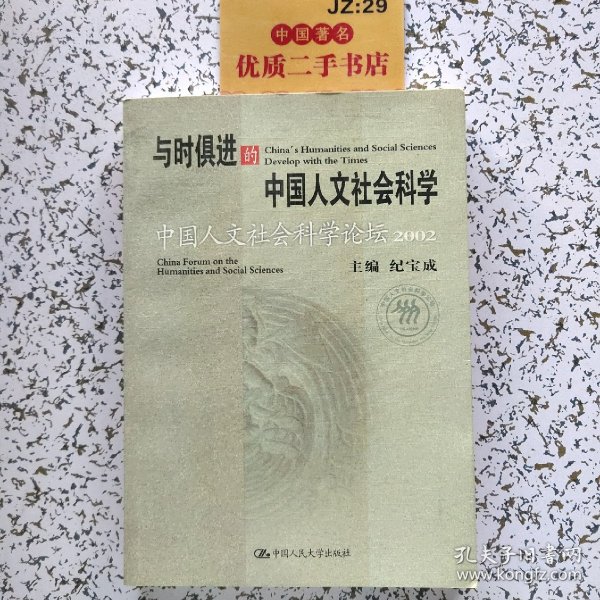 JZ:29
中国著名
优质二手书店
与时俱进的
China's Humanities and Social Sciences
Develop with the Times
中国人文社会科学
中国人文社会科学论坛2002
China Forum on the
Humanities and Social Sciences
主编 纪宝成
中国人民大学出版社
孔夫子旧书网
www.kongfz.com